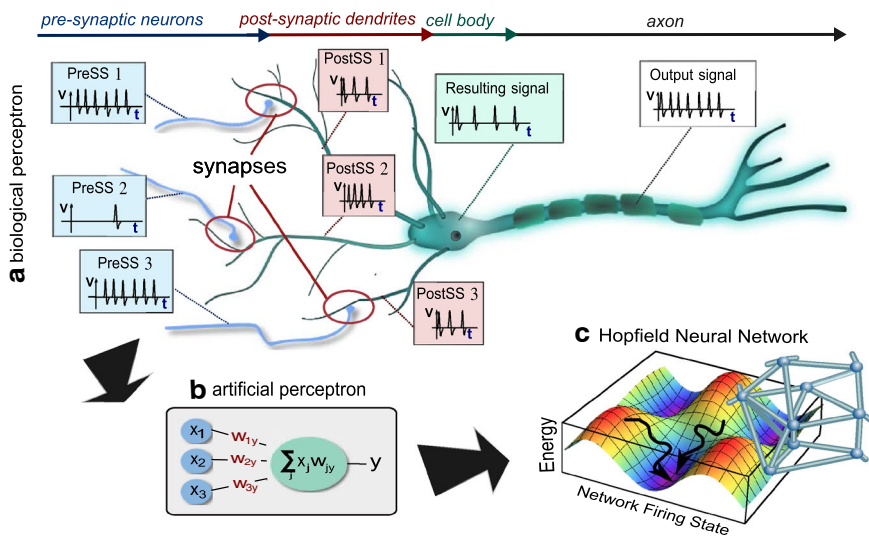 pre-synaptic neurons
post-synaptic dendrites
cell body
axon
a biological perceptron
PreSS 1
V
t
PostSS 1
V
t
Resulting signal
V
t
Output signal
V
t
synapses
PreSS 2
V
t
PostSS 2
V
t
PreSS 3
V
t
PostSS 3
V
t
b artificial perceptron
x1
x2
x3
w1y
w2y
w3y
∑j xjwjy
y
c Hopfield Neural Network
Energy
Network Firing State